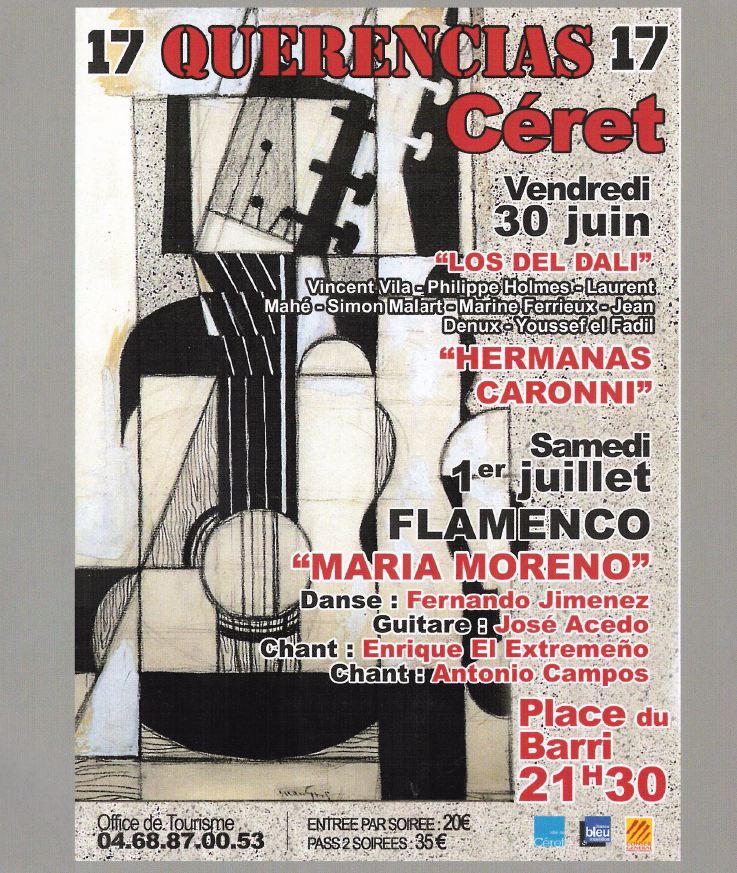 17 QUERENCIAS 17
Céret
Vendredi
30 juin
“LOS DEL DALI”
Vincent Vila - Philippe Holmes - Laurent
Mahé - Simon Malart - Marine Ferrieux - Jean
Denux - Youssef el Fadil
“HERMANAS
CARONNI”
Samedi
1er juillet
FLAMENCO
“MARIA MORENO”
Danse : Fernando Jimenez
Guitare : José Acedo
Chant : Enrique El Extremeño
Chant : Antonio Campos
Place du
Barri
21H30
Office de Tourisme
04.68.87.00.53
ENTREE PAR SOIREE : 20€
PASS 2 SOIREES : 35 €
Céret
bleu